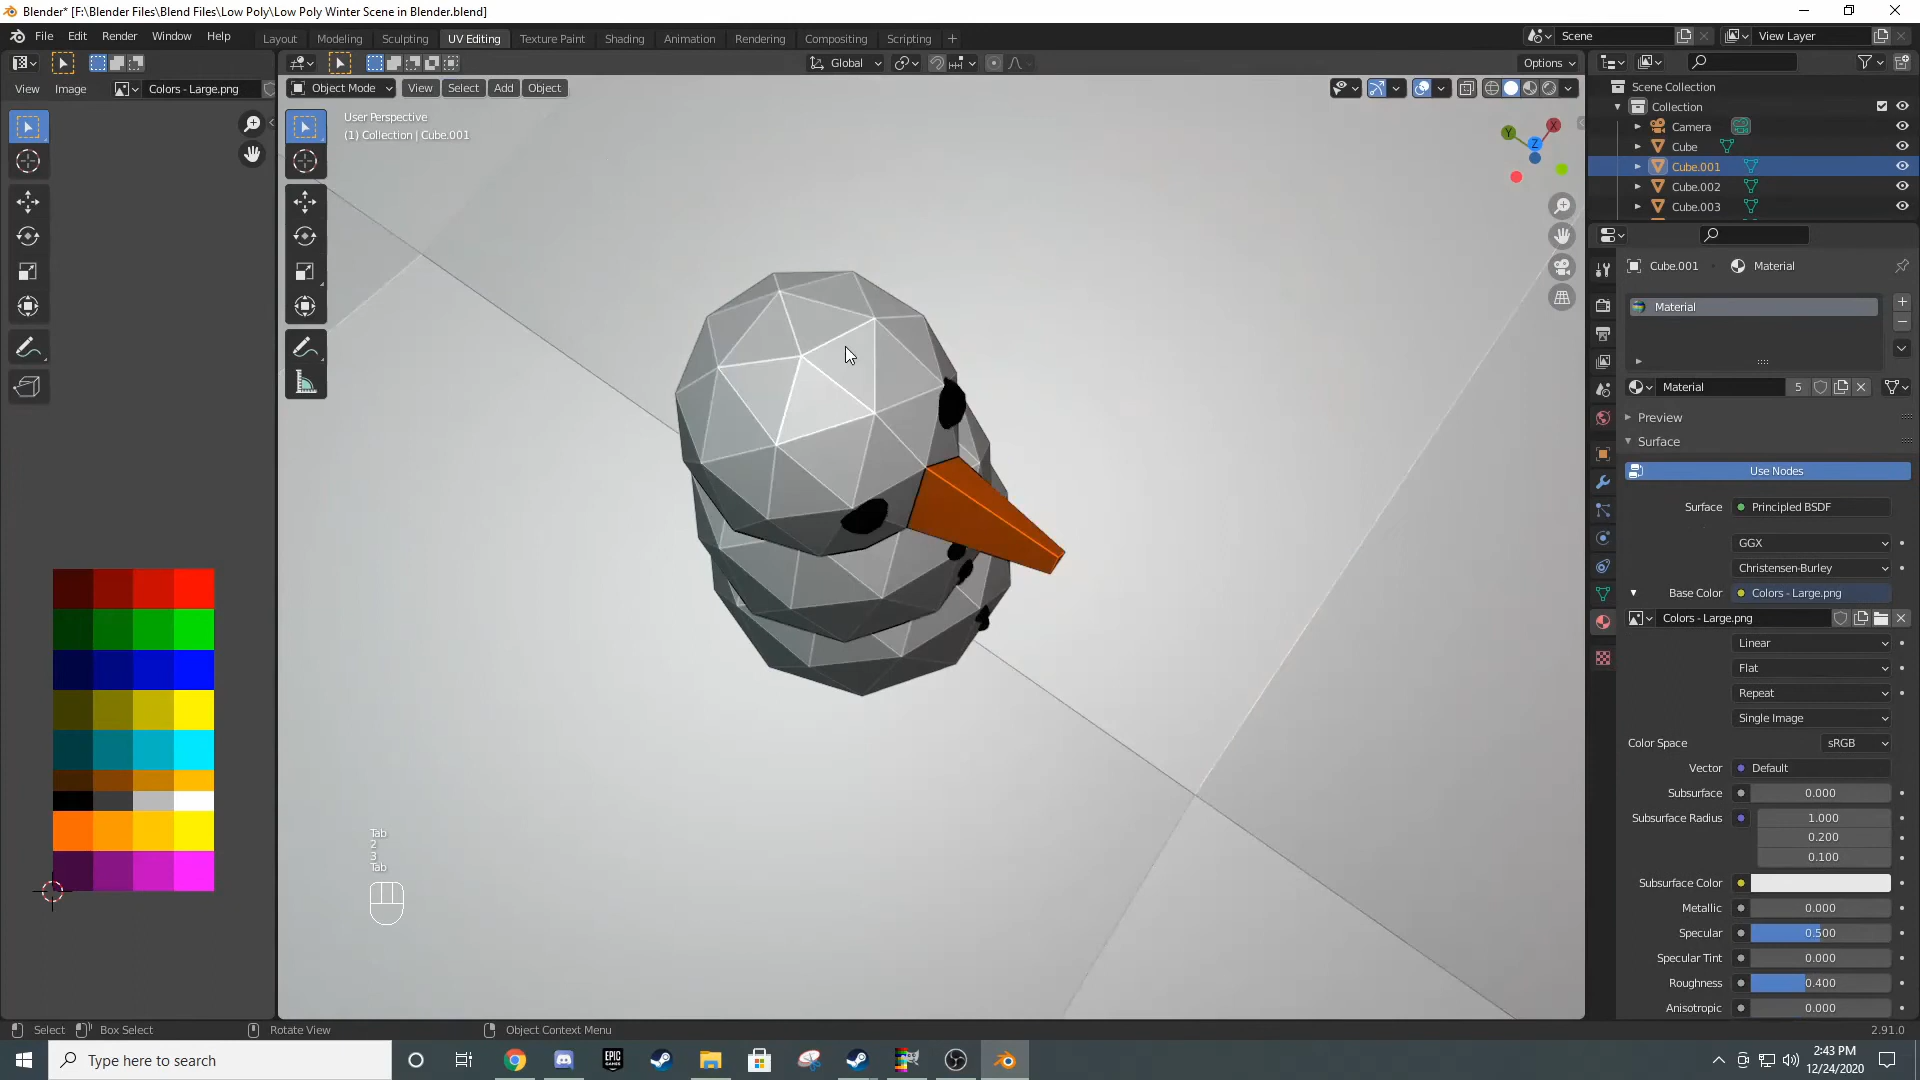 Blender* [F:\Blender Files\Blend Files\Low Poly\Low Poly Winter Scene in Blender.blend]
File Edit Render Window Help
Layout Modeling Sculpting UV Editing Texture Paint Shading Animation Rendering Compositing Scripting +
Scene
View Layer
Global
Options
View Image Colors - Large.png
Object Mode View Select Add Object
User Perspective
(1) Collection | Cube.001
Y X Z
Scene Collection
Collection
Camera
Cube
Cube.001
Cube.002
Cube.003
Cube.001 Material
Material
Material 5
Preview
Surface
Use Nodes
Surface Principled BSDF
GGX
Christensen-Burley
Base Color Colors - Large.png
Colors - Large.png
Linear
Flat
Repeat
Single Image
Color Space sRGB
Vector Default
Subsurface 0.000
Subsurface Radius 1.000
0.200
0.100
Subsurface Color
Metallic 0.000
Specular 0.500
Specular Tint 0.000
Roughness 0.400
Anisotropic 0.000
Tab
2
3
Tab
Select Box Select Rotate View Object Context Menu 2.91.0
Type here to search
EPIC GAMES
2:43 PM
12/24/2020